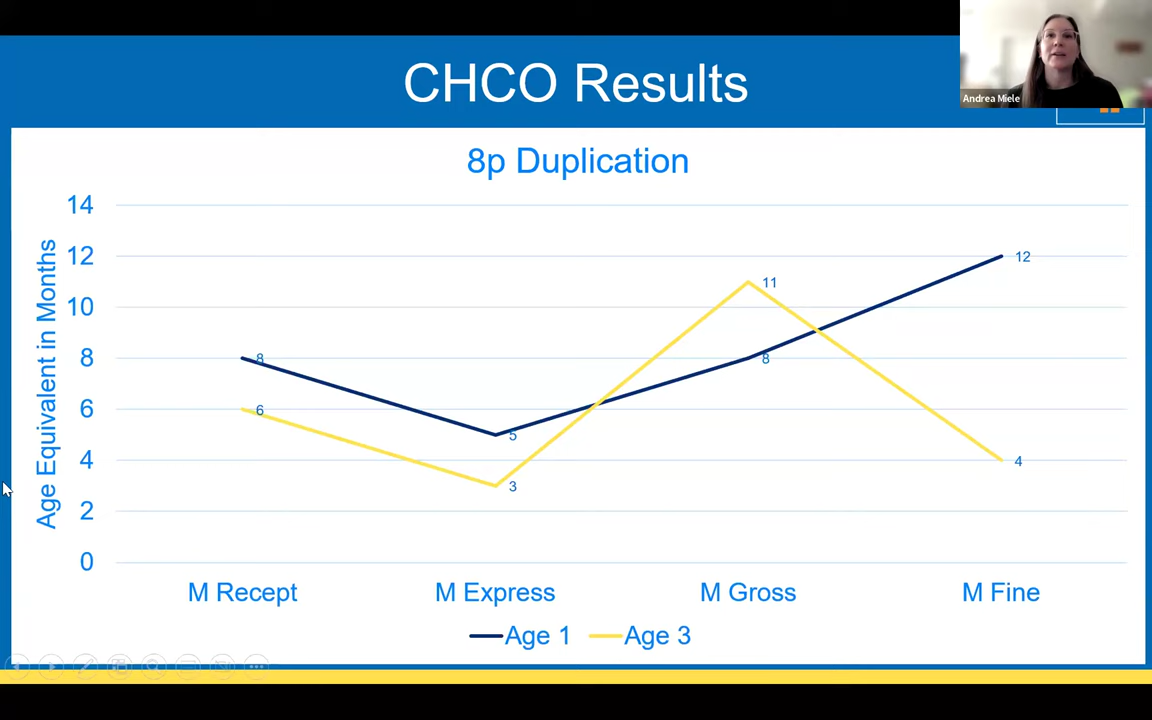 CHCO Results
Andrea Miele
8p Duplication
14
12
10
8
6
4
2
0
Age Equivalent in Months
8
5
8
12
6
3
11
4
M Recept
M Express
M Gross
M Fine
Age 1
Age 3